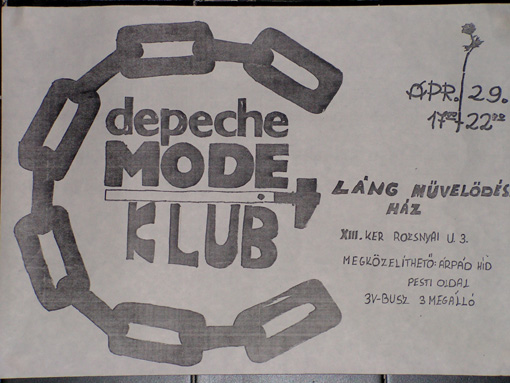 depeche
MODE
KLUB
ÁPR. 29.
17⁰⁰-22⁰⁰
LÁNG MŰVELŐDÉSI
HÁZ
XIII. KER ROZSNYAI U. 3.
MEGKÖZELÍTHETŐ: ÁRPÁD HÍD
PESTI OLDAL
3V-BUSZ 3 MEGÁLLÓ